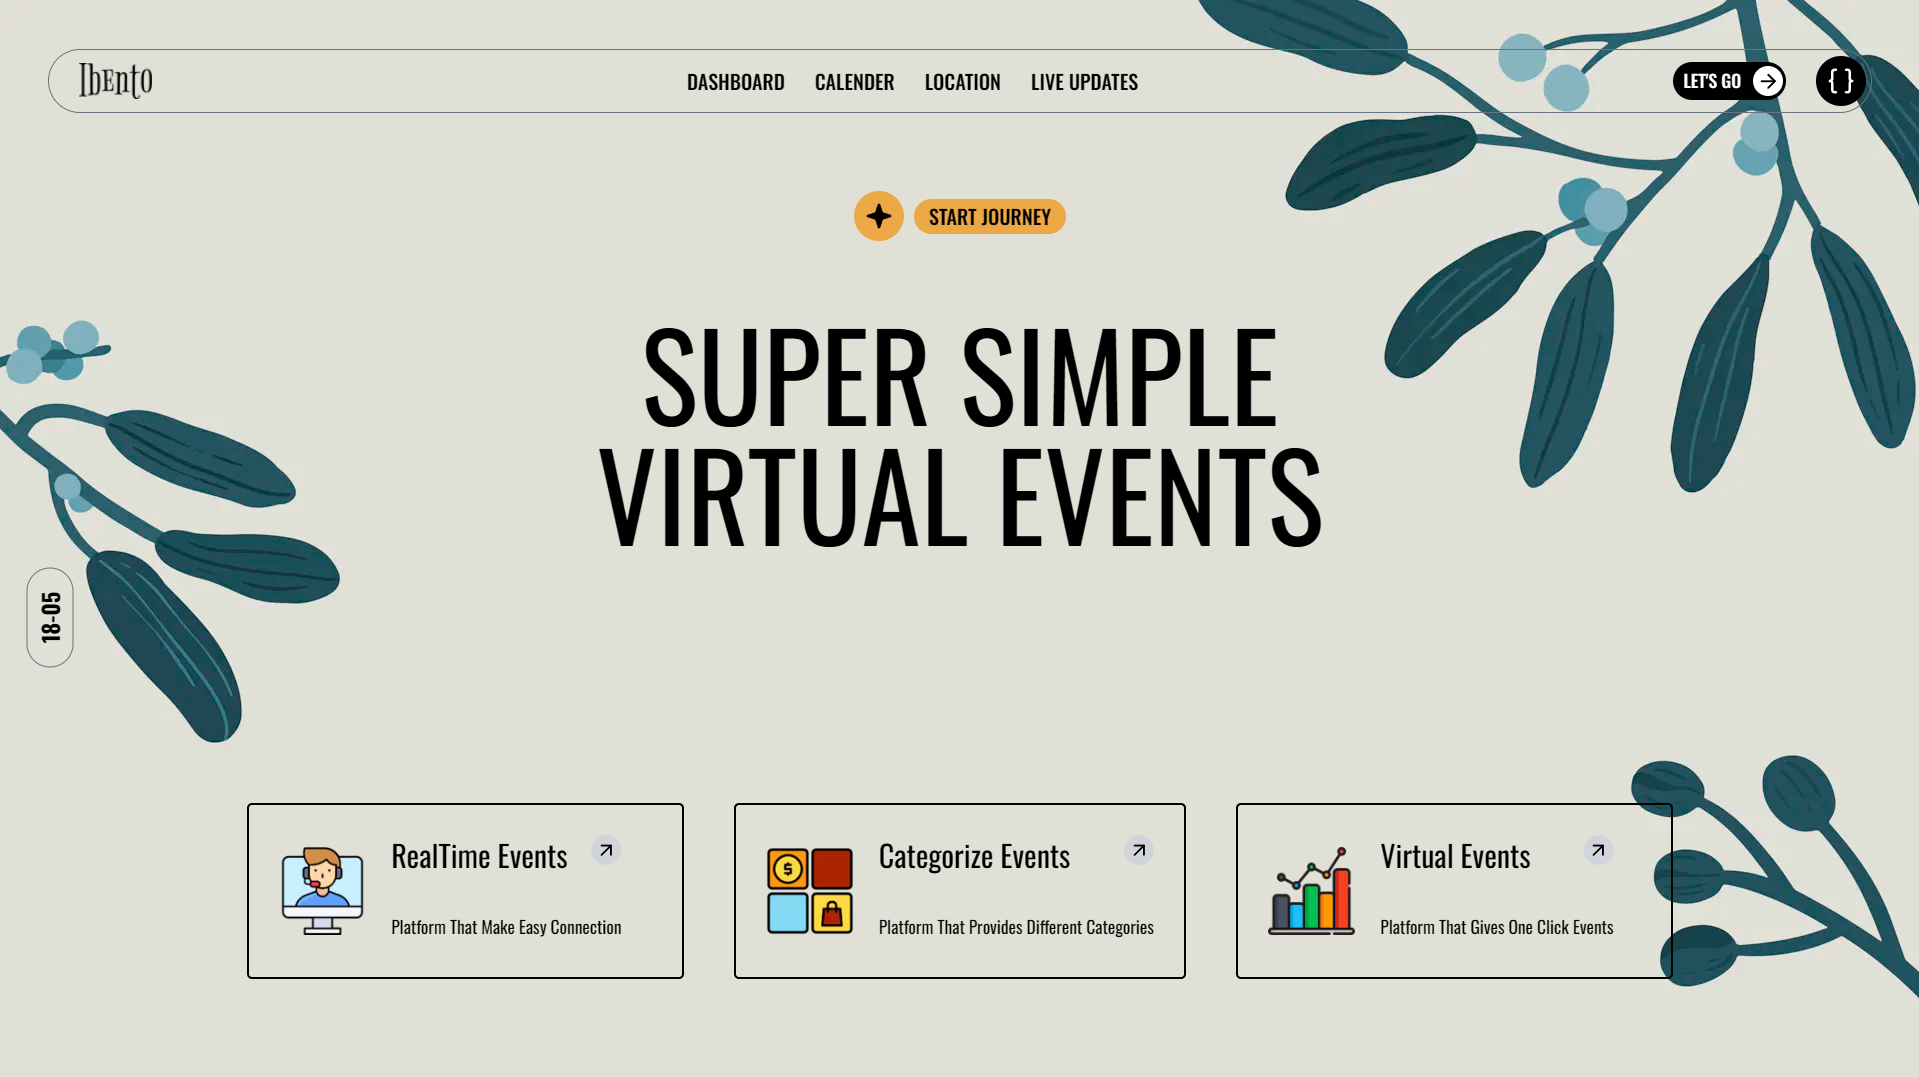 IbEnto
DASHBOARD CALENDER LOCATION LIVE UPDATES
LET'S GO
{ }
START JOURNEY
SUPER SIMPLE
VIRTUAL EVENTS
18-05
RealTime Events
Platform That Make Easy Connection
Categorize Events
Platform That Provides Different Categories
Virtual Events
Platform That Gives One Click Events